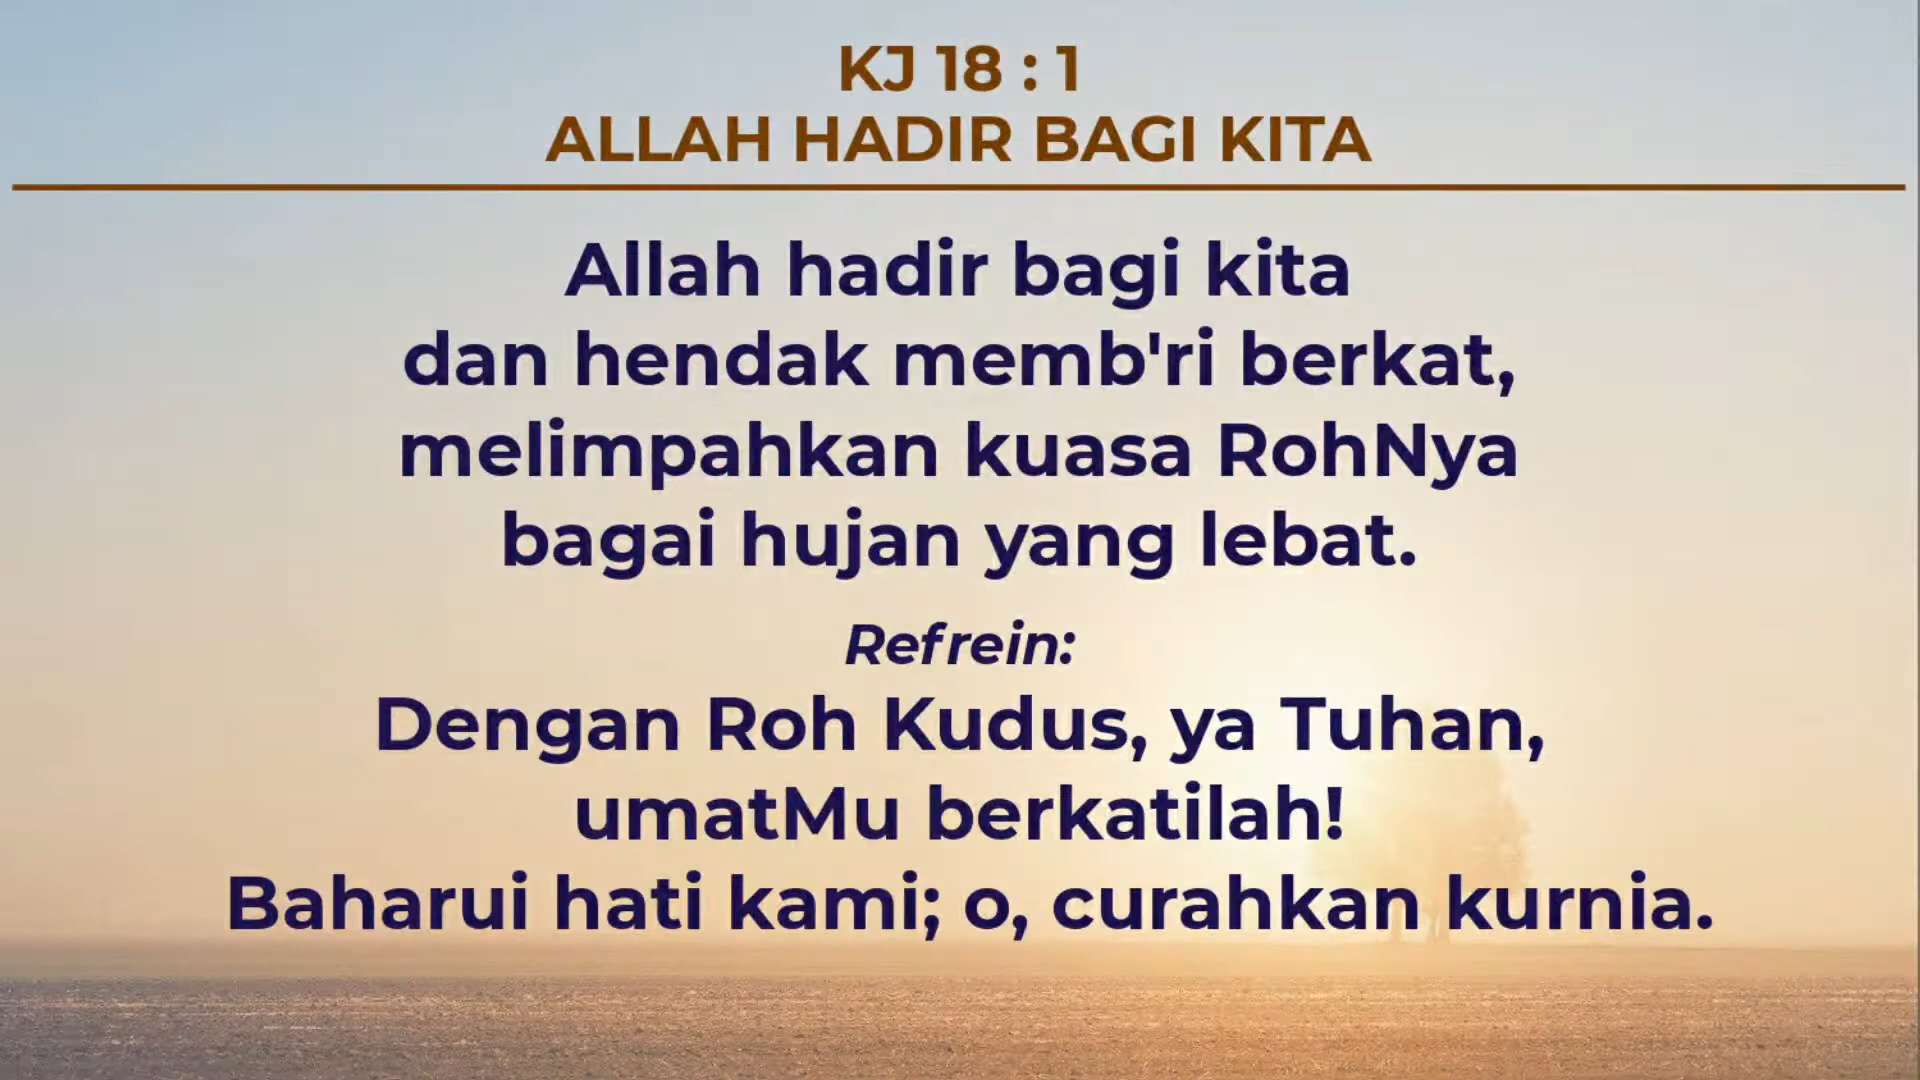 KJ 18 : 1
ALLAH HADIR BAGI KITA
Allah hadir bagi kita
dan hendak memb'ri berkat,
melimpahkan kuasa RohNya
bagai hujan yang lebat.
Refrein:
Dengan Roh Kudus, ya Tuhan,
umatMu berkatilah!
Baharui hati kami; o, curahkan kurnia.